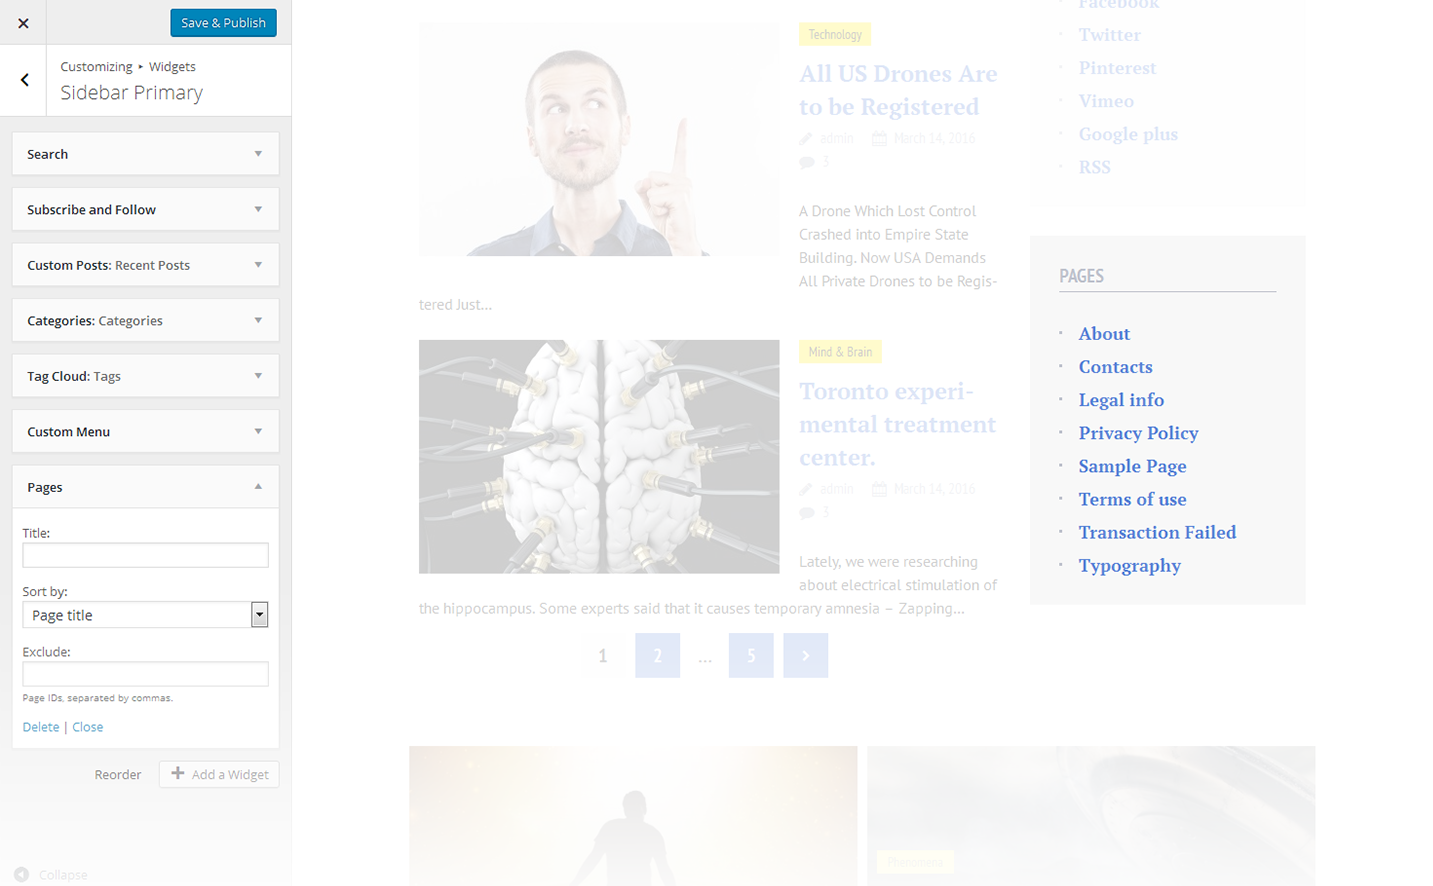 Save & Publish
Customizing ▸ Widgets
Sidebar Primary
Search
Subscribe and Follow
Custom Posts: Recent Posts
Categories: Categories
Tag Cloud: Tags
Custom Menu
Pages
Title:
Sort by:
Page title
Exclude:
Page IDs, separated by commas.
Delete | Close
Reorder
Add a Widget
Collapse
Technology
All US Drones Are
to be Registered
admin March 14, 2016
3
A Drone Which Lost Control
Crashed into Empire State
Building. Now USA Demands
All Private Drones to be Regis-
tered Just...
Mind & Brain
Toronto experi-
mental treatment
center.
admin March 14, 2016
3
Lately, we were researching
about electrical stimulation of
the hippocampus. Some experts said that it causes temporary amnesia – Zapping...
1 2 ... 5 >
Phenomena
Facebook
Twitter
Pinterest
Vimeo
Google plus
RSS
PAGES
About
Contacts
Legal info
Privacy Policy
Sample Page
Terms of use
Transaction Failed
Typography